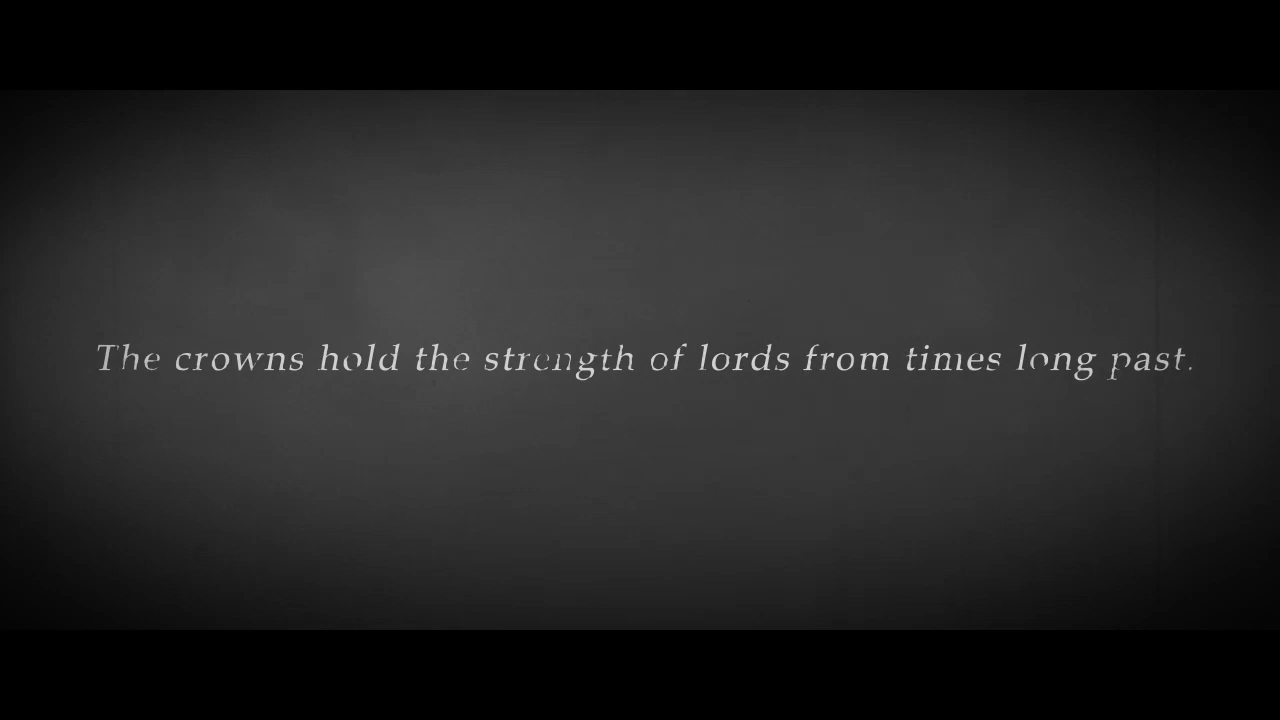 The crowns hold the strength of lords from times long past.